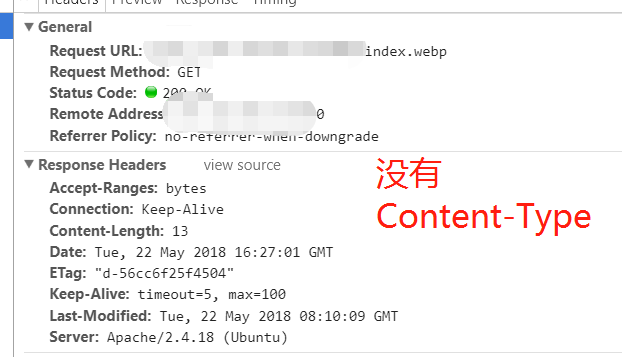 Headers Preview Response Timing
General
Request URL: index.webp
Request Method: GET
Status Code: 200 OK
Remote Address 0
Referrer Policy: no-referrer-when-downgrade
Response Headers view source
没有
Content-Type
Accept-Ranges: bytes
Connection: Keep-Alive
Content-Length: 13
Date: Tue, 22 May 2018 16:27:01 GMT
ETag: "d-56cc6f25f4504"
Keep-Alive: timeout=5, max=100
Last-Modified: Tue, 22 May 2018 08:10:09 GMT
Server: Apache/2.4.18 (Ubuntu)